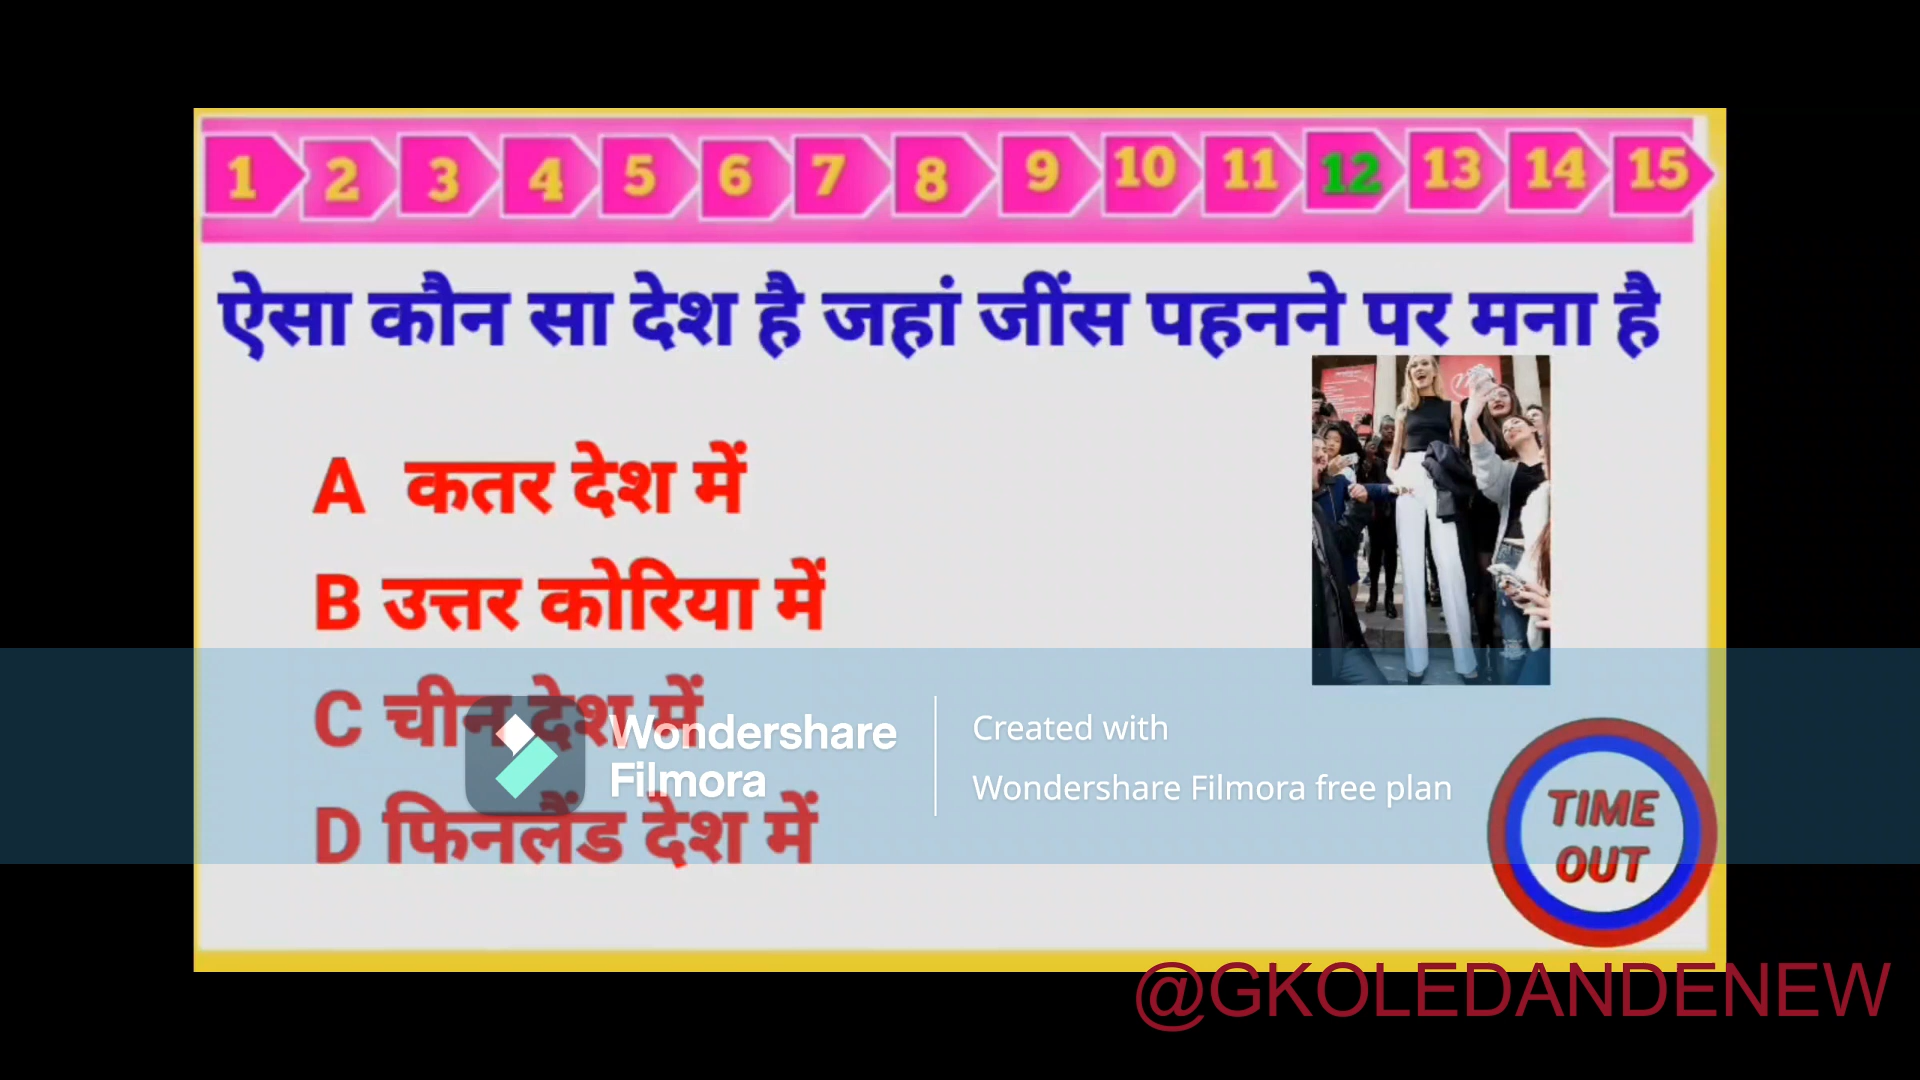 1 2 3 4 5 6 7 8 9 10 11 12 13 14 15
ऐसा कौन सा देश है जहां जींस पहनने पर मना है
A कतर देश में
B उत्तर कोरिया में
C चीन देश में
D फिनलैंड देश में
Wondershare
Filmora
Created with
Wondershare Filmora free plan
TIME
OUT
@GKOLEDANDENEW